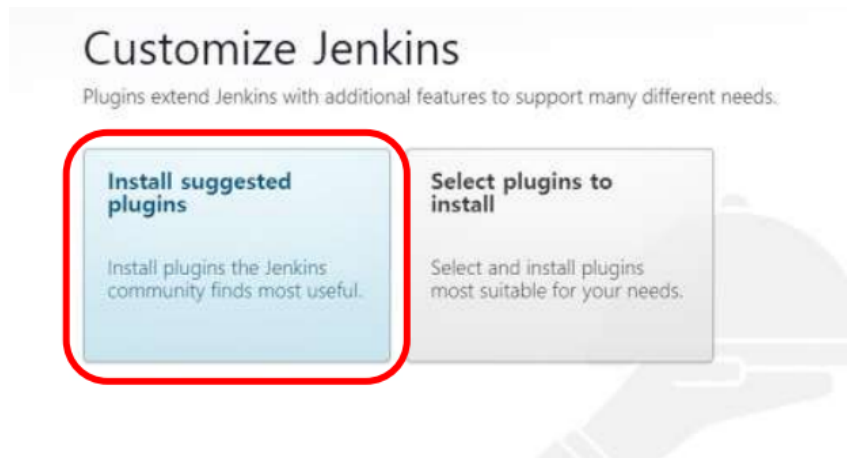 Customize Jenkins
Plugins extend Jenkins with additional features to support many different needs.
Install suggested
plugins
Install plugins the Jenkins
community finds most useful.
Select plugins to
install
Select and install plugins
most suitable for your needs.